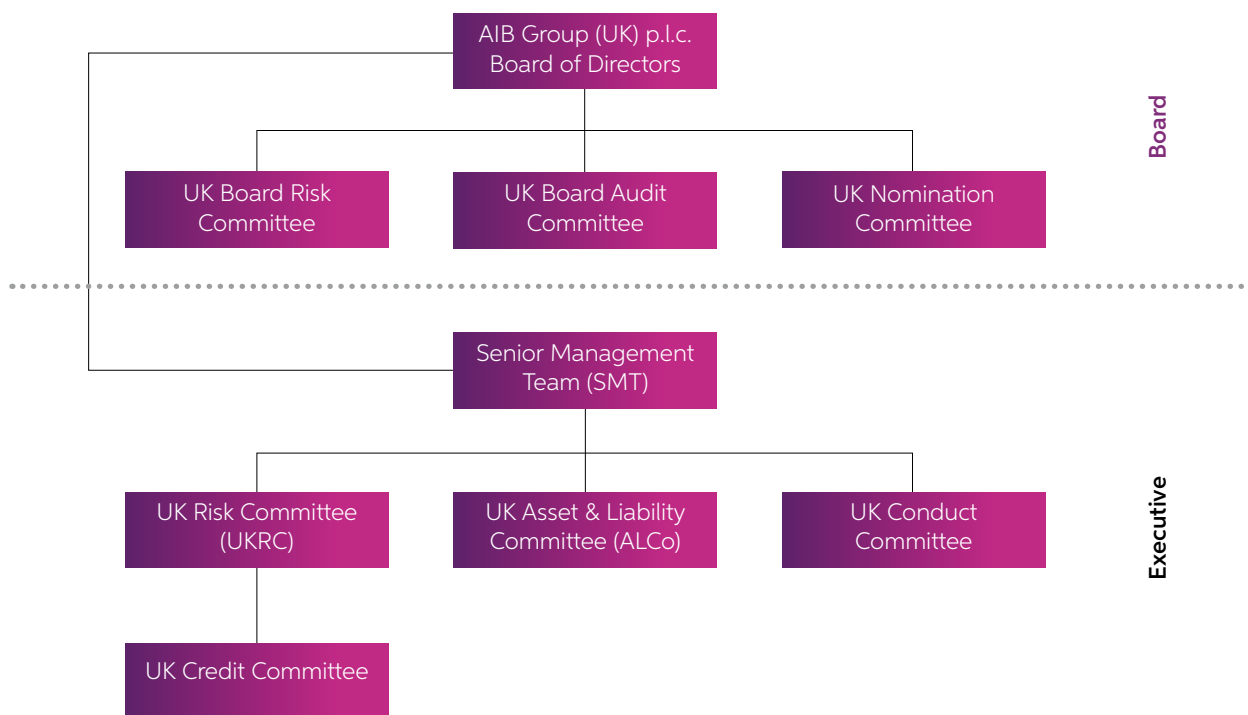 AIB Group (UK) p.l.c.
Board of Directors
Board
UK Board Risk
Committee
UK Board Audit
Committee
UK Nomination
Committee
Senior Management
Team (SMT)
Executive
UK Risk Committee
(UKRC)
UK Asset & Liability
Committee (ALCo)
UK Conduct
Committee
UK Credit Committee